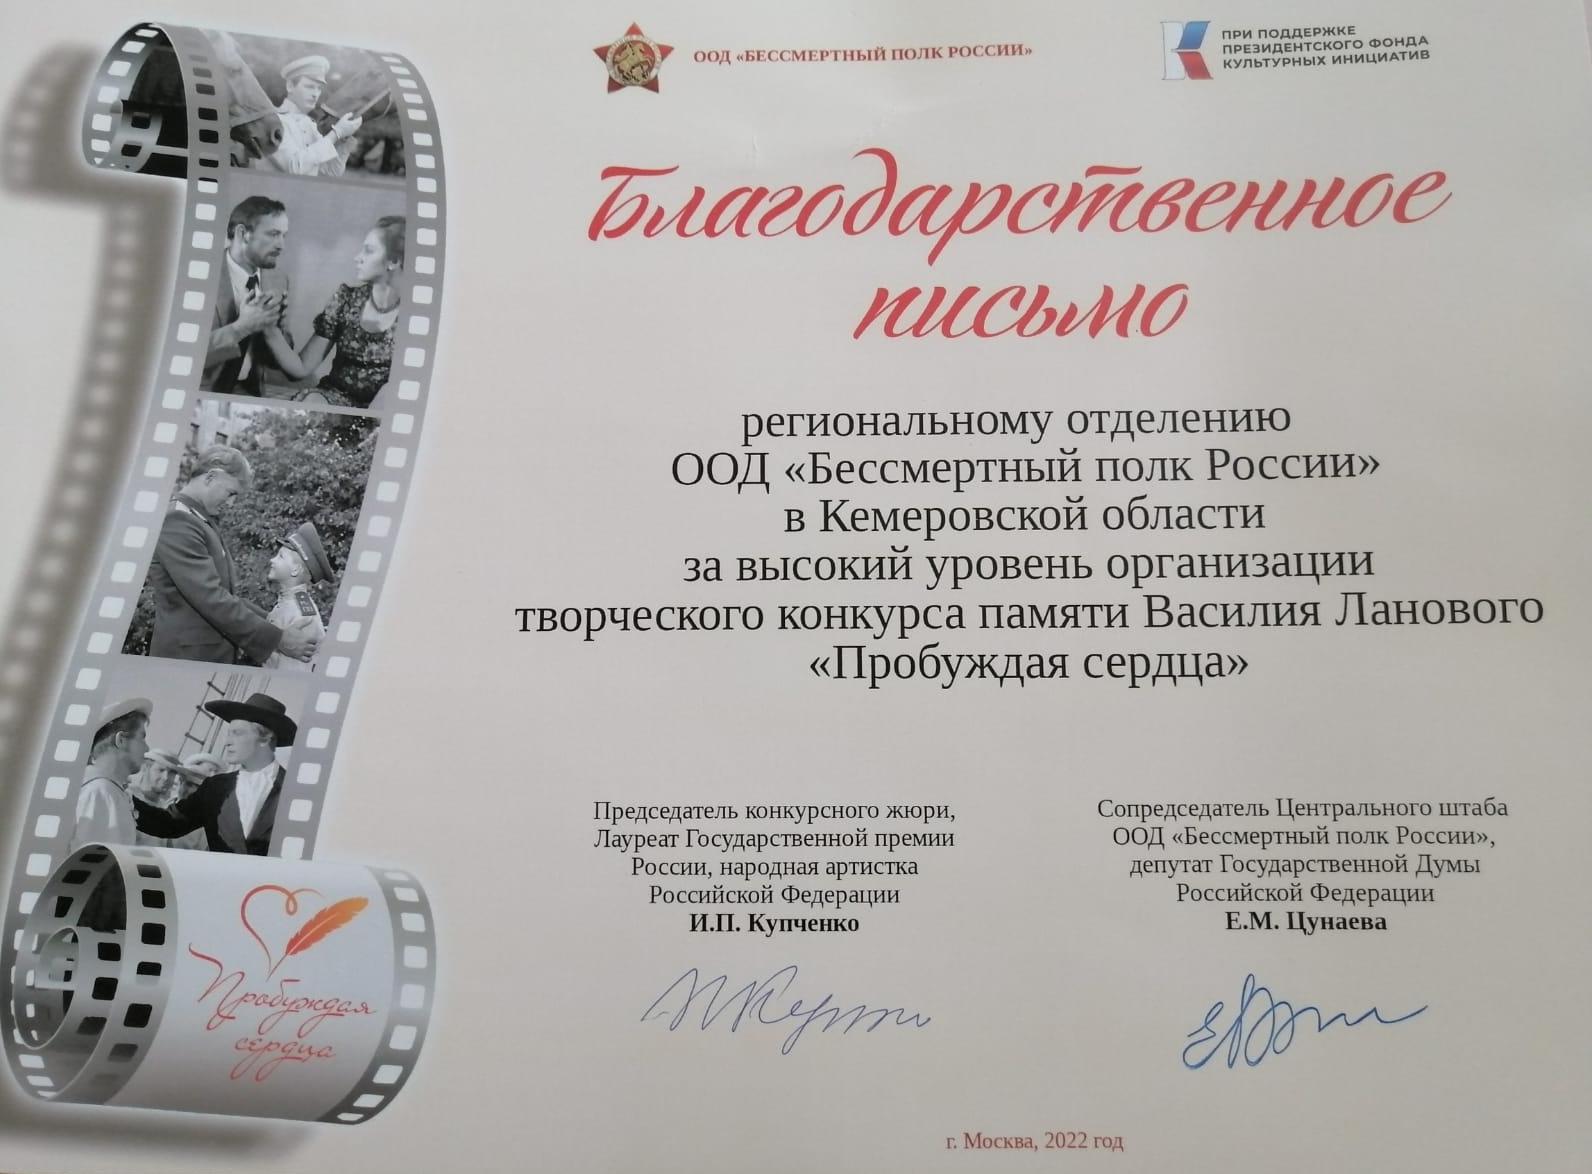 ООД «БЕССМЕРТНЫЙ ПОЛК РОССИИ»
ПРИ ПОДДЕРЖКЕ
ПРЕЗИДЕНТСКОГО ФОНДА
КУЛЬТУРНЫХ ИНИЦИАТИВ
Благодарственное
письмо
региональному отделению
ООД «Бессмертный полк России»
в Кемеровской области
за высокий уровень организации
творческого конкурса памяти Василия Ланового
«Пробуждая сердца»
Председатель конкурсного жюри,
Лауреат Государственной премии
России, народная артистка
Российской Федерации
И.П. Купченко
Сопредседатель Центрального штаба
ООД «Бессмертный полк России»,
депутат Государственной Думы
Российской Федерации
Е.М. Цунаева
Пробуждая
сердца
г. Москва, 2022 год